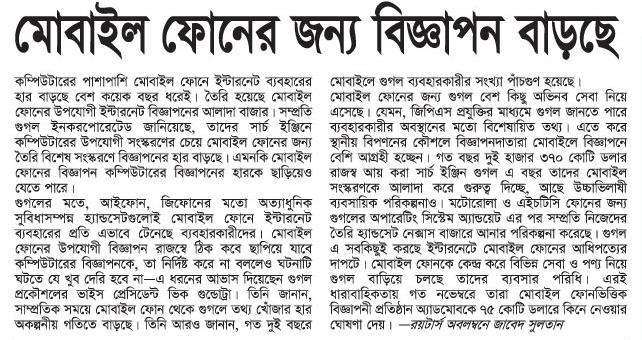 মোবাইল ফোনের জন্য বিজ্ঞাপন বাড়ছে
কম্পিউটারের পাশাপাশি মোবাইল ফোনে ইন্টারনেট ব্যবহারের
হার বাড়ছে বেশ কয়েক বছর ধরেই। তৈরি হয়েছে মোবাইল
ফোনের উপযোগী ইন্টারনেট বিজ্ঞাপনের আলাদা বাজার। সম্প্রতি
গুগল ইনকরপোরেটেড জানিয়েছে, তাদের সার্চ ইঞ্জিনে
কম্পিউটারের উপযোগী সংস্করণের চেয়ে মোবাইল ফোনের জন্য
তৈরি বিশেষ সংস্করণে বিজ্ঞাপনের হার বাড়ছে। এমনকি মোবাইল
ফোনের বিজ্ঞাপন কম্পিউটারের বিজ্ঞাপনের হারকে ছাড়িয়েও
যেতে পারে।
গুগলের মতে, আইফোন, জিফোনের মতো অত্যাধুনিক
সুবিধাসম্পন্ন হ্যান্ডসেটগুলোই মোবাইল ফোনে ইন্টারনেট
ব্যবহারের প্রতি এভাবে টেনেছে ব্যবহারকারীদের। মোবাইল
ফোনের উপযোগী বিজ্ঞাপন রাজস্বে ঠিক কবে ছাপিয়ে যাবে
কম্পিউটারের বিজ্ঞাপনকে, তা নির্দিষ্ট করে না বললেও ঘটনাটি
ঘটতে যে খুব দেরি হবে না—এ ধরনের আভাস দিয়েছেন গুগল
প্রকৌশলের ভাইস প্রেসিডেন্ট ভিক গুন্ডোট্রা। তিনি জানান,
সাম্প্রতিক সময়ে মোবাইল ফোন থেকে গুগলে তথ্য খোঁজার হার
অকল্পনীয় গতিতে বাড়ছে। তিনি আরও জানান, গত দুই বছরে
মোবাইলে গুগল ব্যবহারকারীর সংখ্যা পাঁচগুণ হয়েছে।
মোবাইল ফোনের জন্য গুগল বেশ কিছু অভিনব সেবা নিয়ে
এসেছে। যেমন, জিপিএস প্রযুক্তির মাধ্যমে গুগল জানতে পারে
ব্যবহারকারীর অবস্থানের মতো বিশেষায়িত তথ্য। এতে করে
স্থানীয় বিপণনের কৌশলে বিজ্ঞাপনদাতারা মোবাইলে বিজ্ঞাপনে
বেশি আগ্রহী হচ্ছেন। গত বছর দুই হাজার ৩৭০ কোটি ডলার
রাজস্ব আয় করা সার্চ ইঞ্জিন গুগল এ বছর তাদের মোবাইল
সংস্করণকে আলাদা করে গুরুত্ব দিচ্ছে, আছে উচ্চাভিলাষী
ব্যবসায়িক পরিকল্পনাও। মটোরোলা ও এইচটিসি ফোনের জন্য
গুগলের অপারেটিং সিস্টেম অ্যান্ড্রয়েট এর পর সম্প্রতি নিজেদের
তৈরি হ্যান্ডসেট নেক্সাস বাজারে আনার পরিকল্পনা করেছে। গুগল
এ সবকিছুই করছে ইন্টারনেটে মোবাইল ফোনের আধিপত্যের
দাপটে। মোবাইল ফোনকে কেন্দ্র করে বিভিন্ন সেবা ও পণ্য নিয়ে
গুগল বাড়িয়ে চলছে তাদের ব্যবসার পরিধি। এরই
ধারাবাহিকতায় গত নভেম্বরে তারা মোবাইল ফোনভিত্তিক
বিজ্ঞাপনী প্রতিষ্ঠান অ্যাডমোবকে ৭৫ কোটি ডলারে কিনে নেওয়ার
ঘোষণা দেয়। —রয়টার্স অবলম্বনে জাবেদ সুলতান